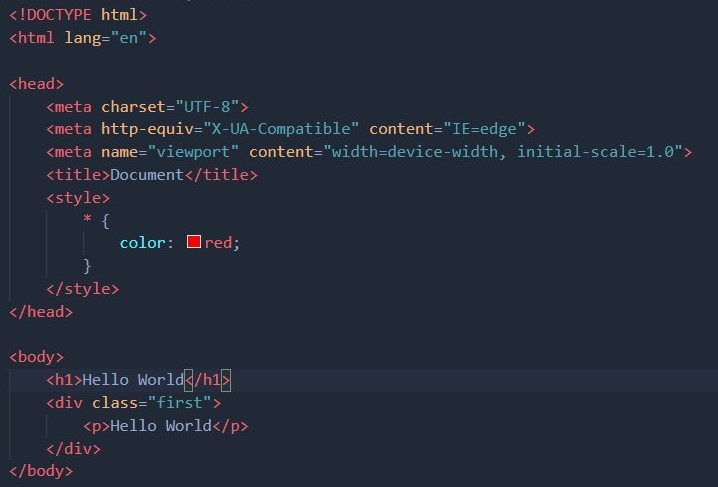 <!DOCTYPE html>
<html lang="en">
<head>
    <meta charset="UTF-8">
    <meta http-equiv="X-UA-Compatible" content="IE=edge">
    <meta name="viewport" content="width=device-width, initial-scale=1.0">
    <title>Document</title>
    <style>
        * {
            color: red;
        }
    </style>
</head>
<body>
    <h1>Hello World</h1>
    <div class="first">
        <p>Hello World</p>
    </div>
</body>